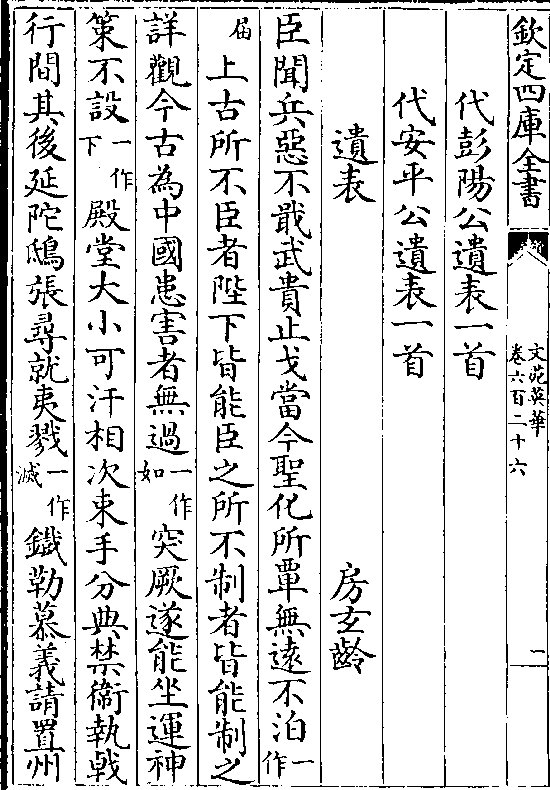 欽定四庫全書
文苑英華
卷六百二十六
二
代彭陽公遺表一首
代安平公遺表一首
遺表 房玄齡
臣聞兵惡不戢武貴止戈當今聖化所覃無遠不洎一作
届上古所不臣者陛下皆能臣之所不制者皆能制之
詳觀今古為中國患害者無過一作如突厥遂能坐運神
策不設一作下殿堂大小可汗相次束手分典禁衛執戟
行間其後延陀鴟張尋就夷戮一作滅鐵勒慕義請置州